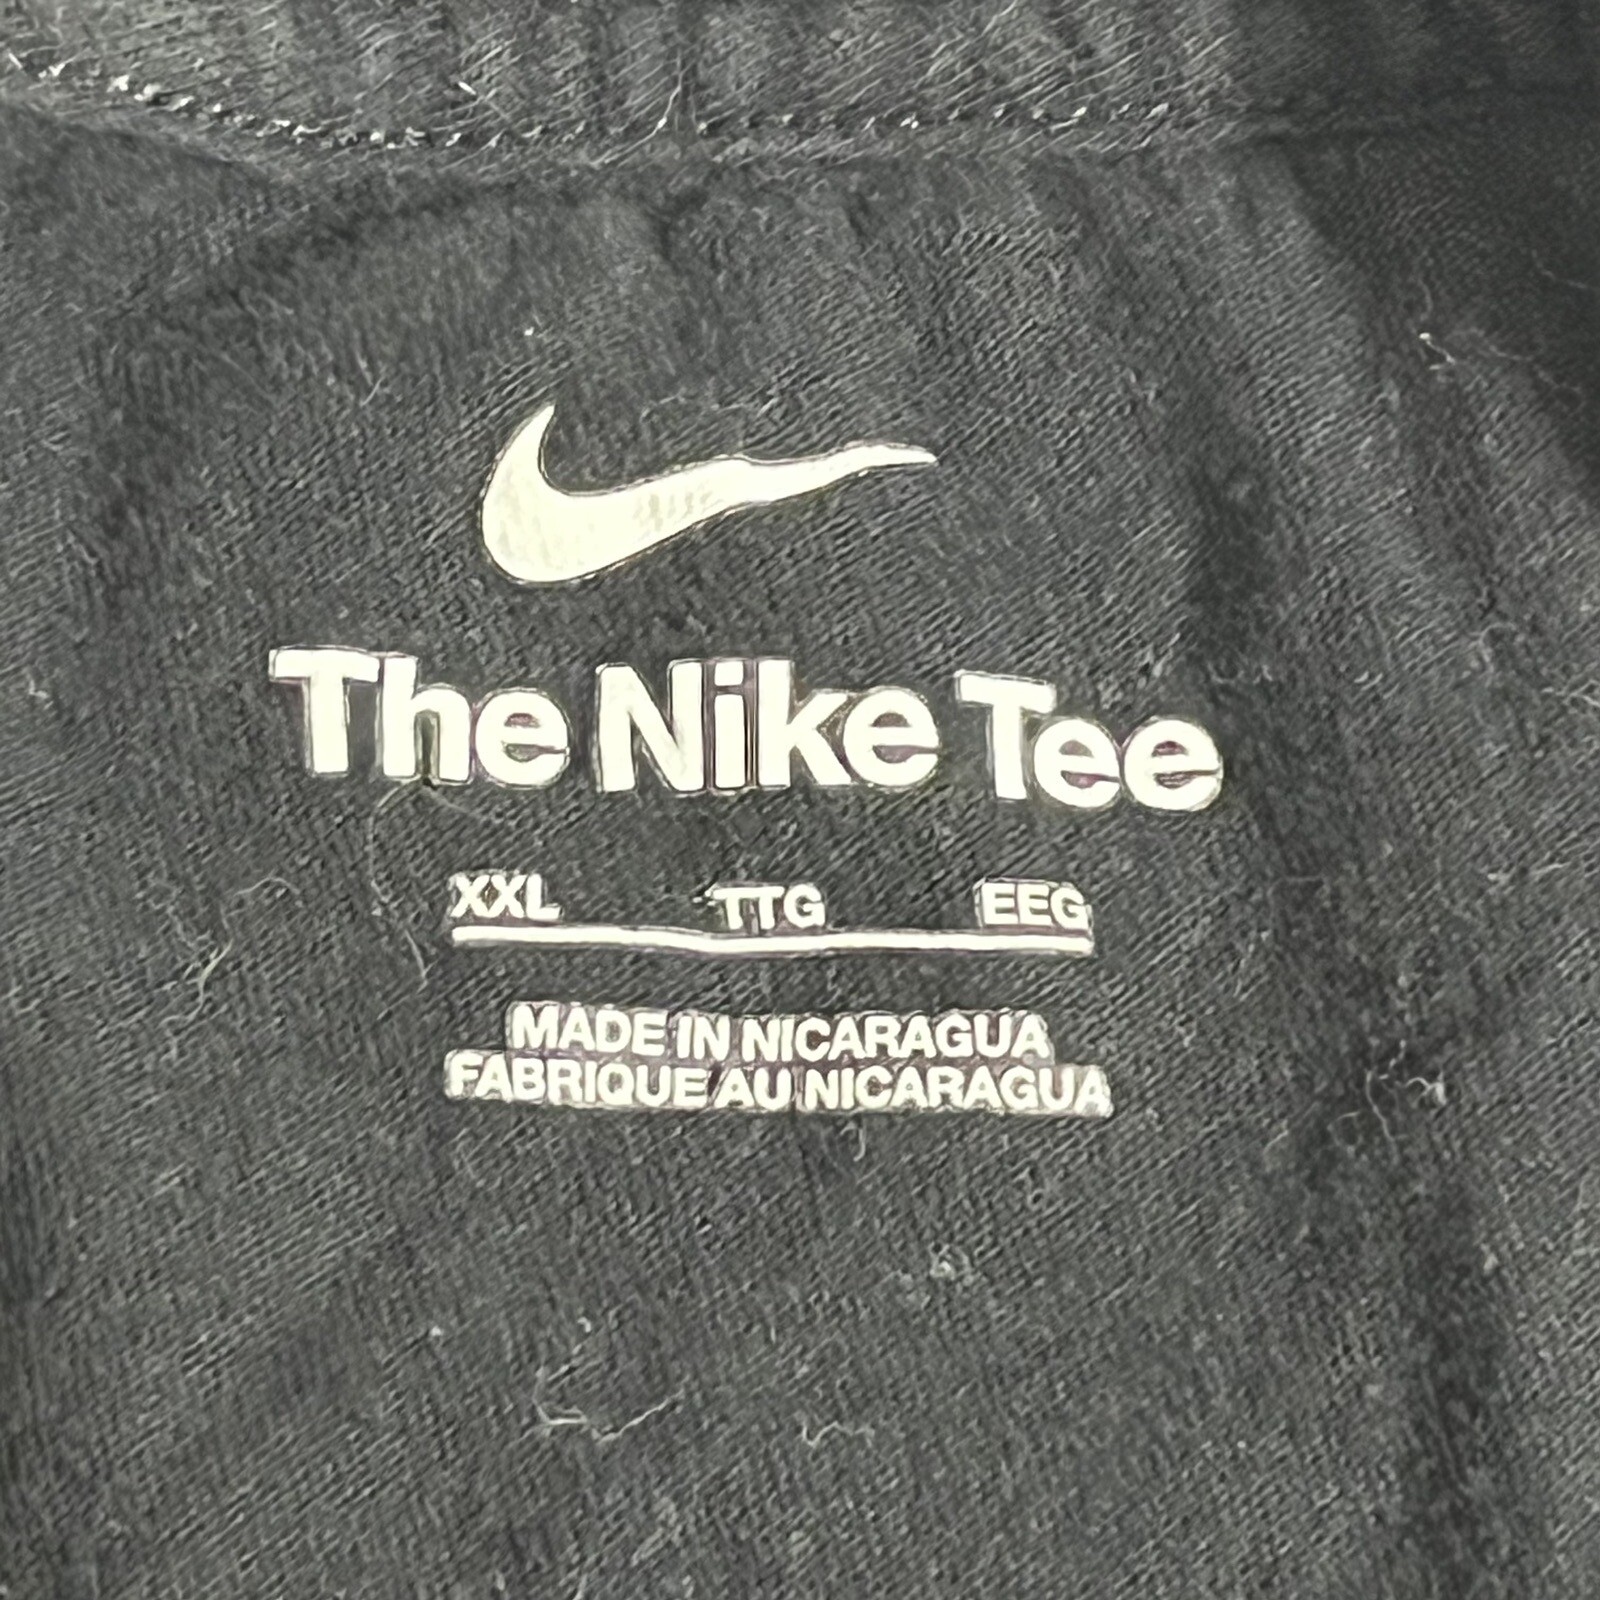 The Nike Tee
XXL TTG EEG
MADE IN NICARAGUA
FABRIQUE AU NICARAGUA